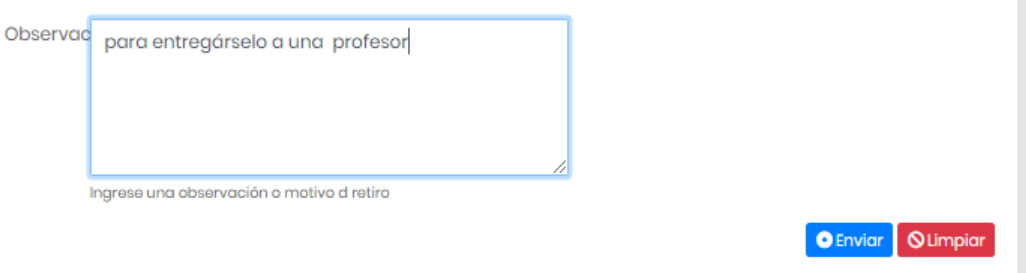 Observac
para entregárselo a una  profesor
Ingrese una observación o motivo d retiro
Enviar Limpiar